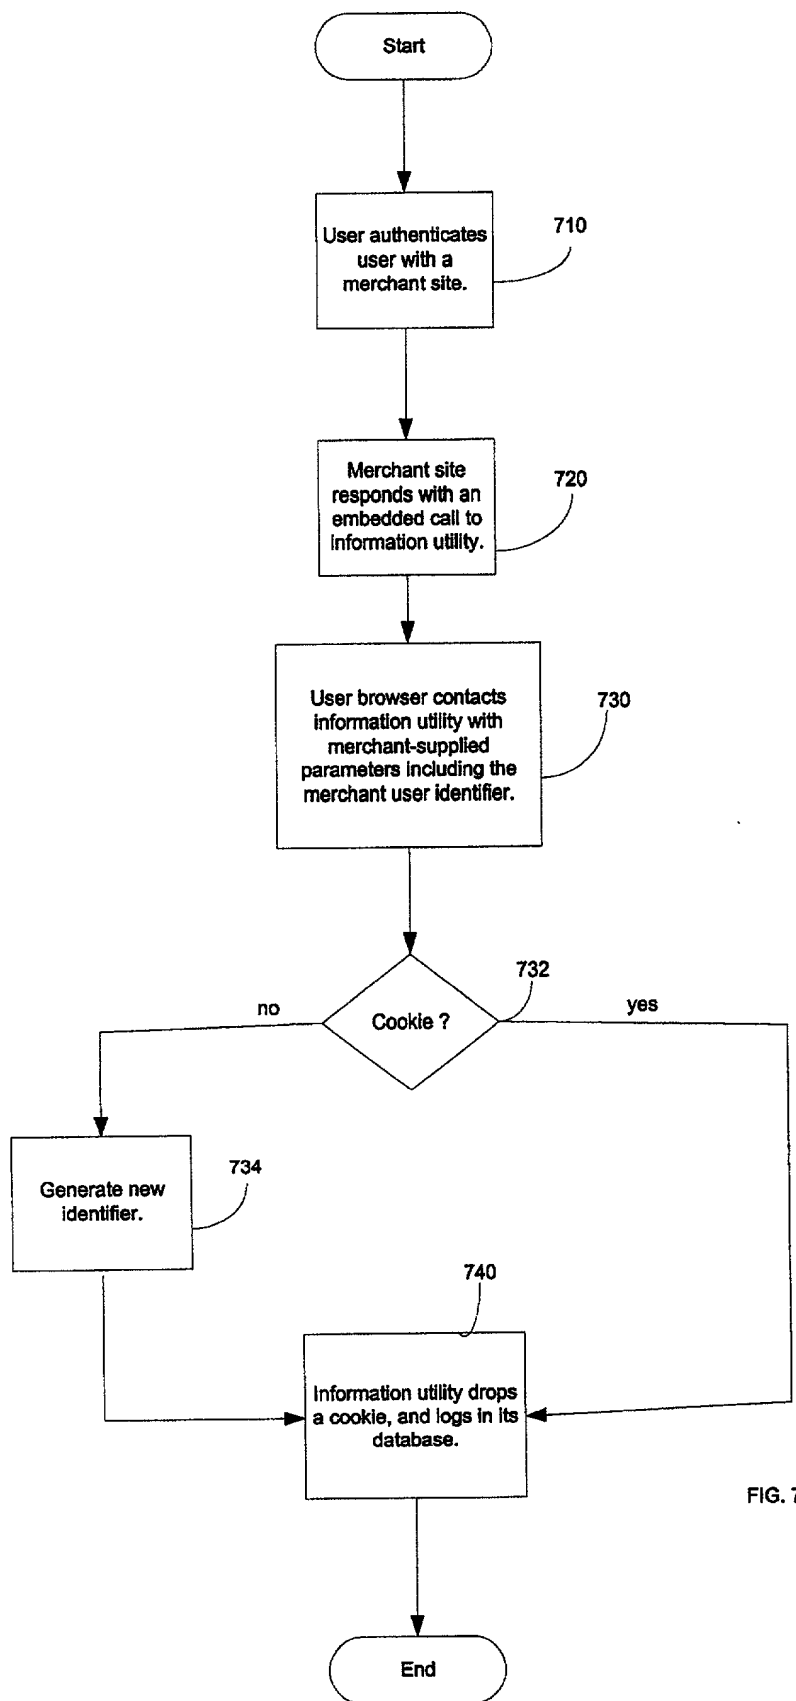 Start
User authenticates
user with a
merchant site.
710
Merchant site
responds with an
embedded call to
information utility.
720
User browser contacts
information utility with
merchant-supplied
parameters including the
merchant user identifier.
730
732
no
Cookie ?
yes
Generate new
identifier.
734
740
Information utility drops
a cookie, and logs in its
database.
FIG. 7
End